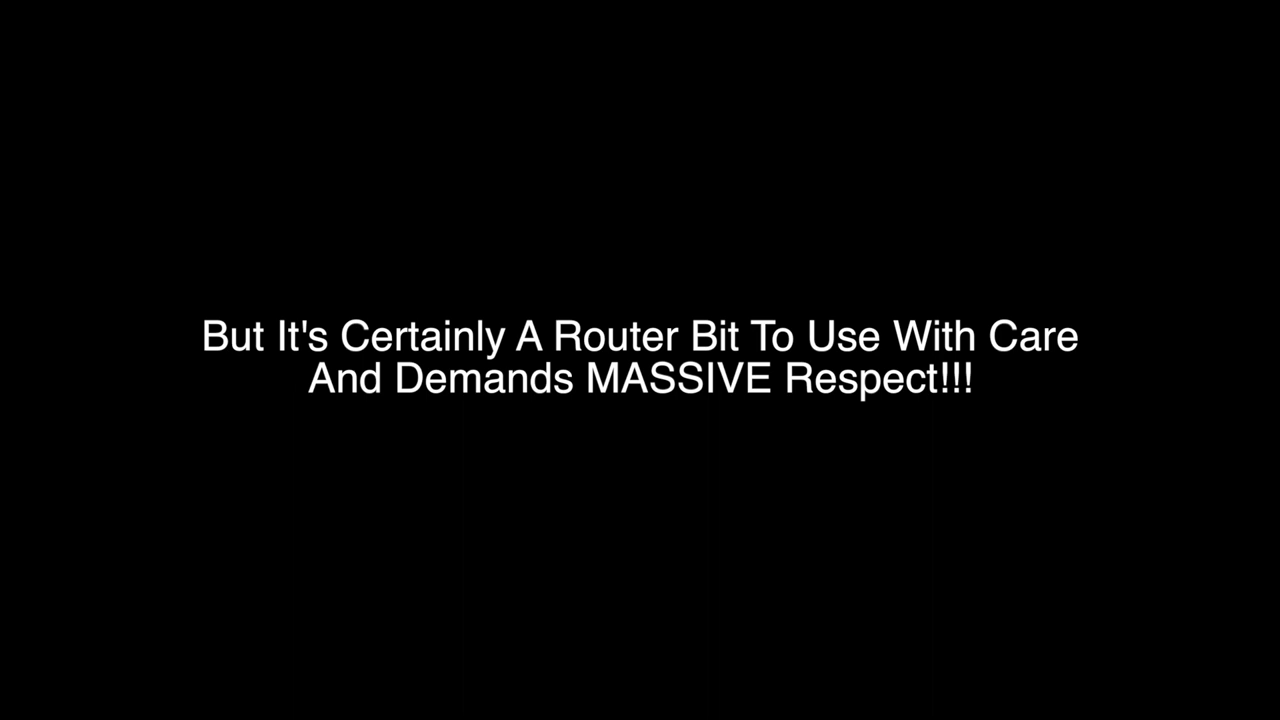 But It's Certainly A Router Bit To Use With Care
And Demands MASSIVE Respect!!!